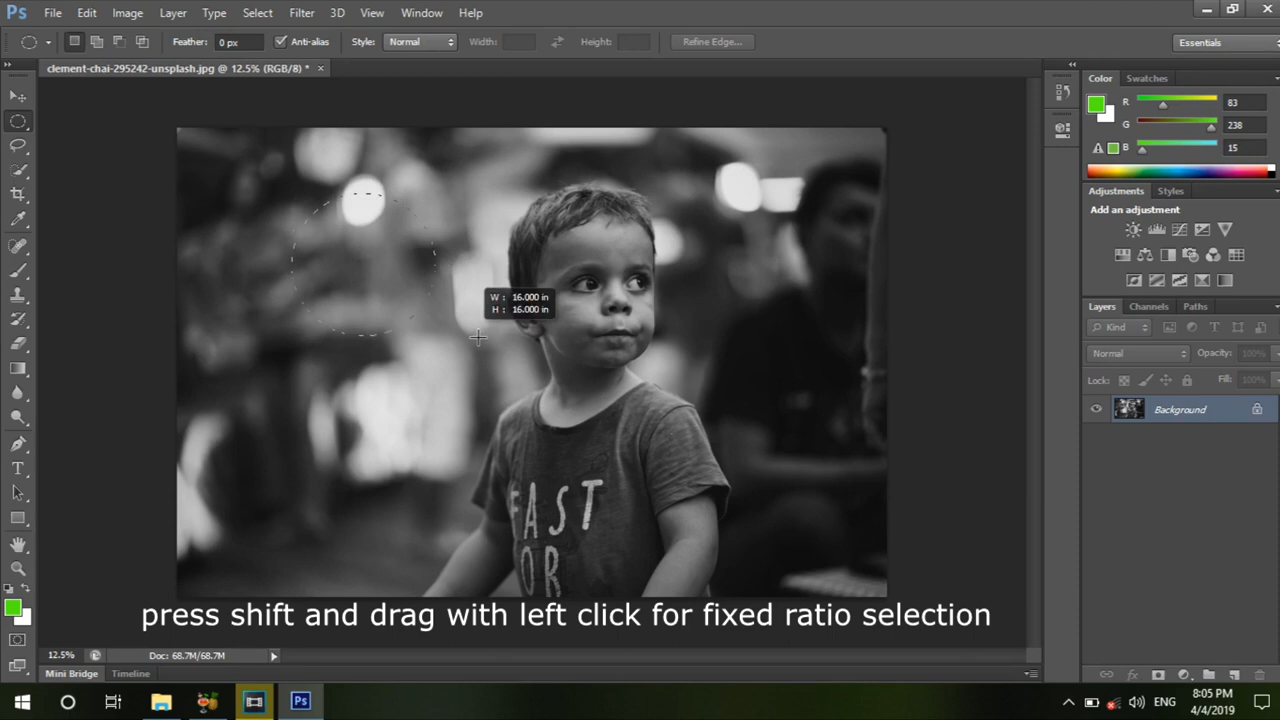 Ps File Edit Image Layer Type Select Filter 3D View Window Help
Feather: 0 px Anti-alias Style: Normal Width: Height: Refine Edge... Essentials
clement-chai-295242-unsplash.jpg @ 12.5% (RGB/8) * ×
Color Swatches
R 83
G 238
B 15
Adjustments Styles
Add an adjustment
Layers Channels Paths
Kind
Normal Opacity: 100%
Lock: Fill: 100%
Background
W : 16.000 in
H : 16.000 in
FAST
FOR
press shift and drag with left click for fixed ratio selection
12.5% Doc: 68.7M/68.7M
Mini Bridge Timeline
Ps ENG 8:05 PM
4/4/2019